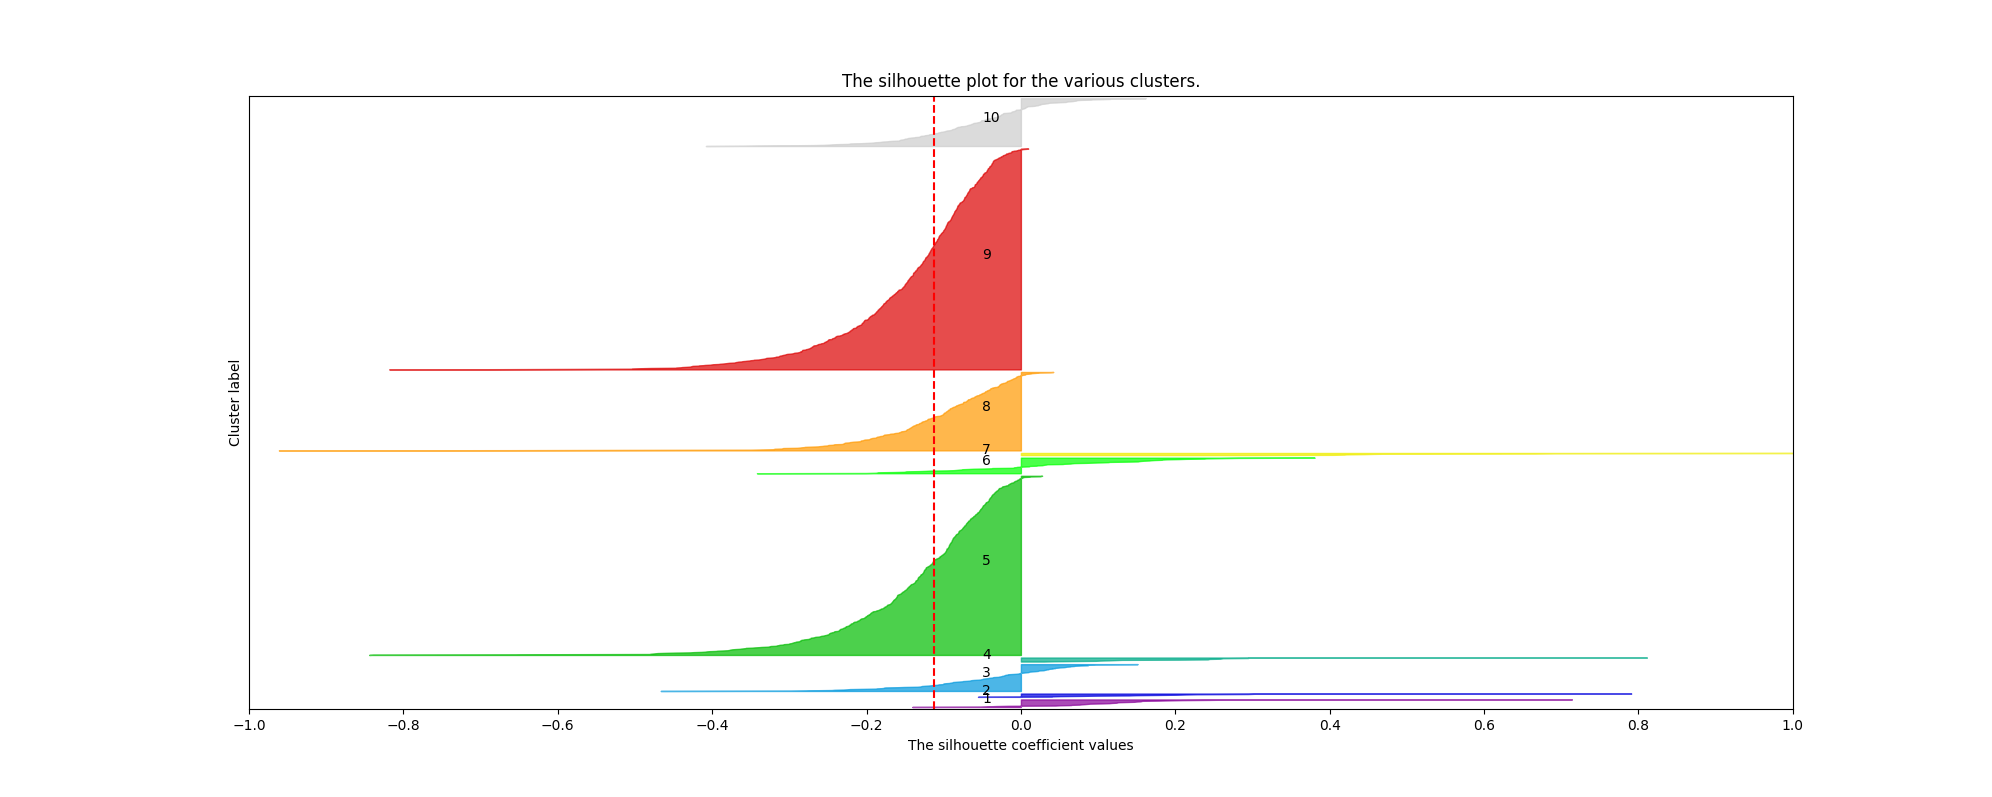 The silhouette plot for the various clusters.
10
9
8
7
6
5
4
3
2
1
Cluster label
−1.0 −0.8 −0.6 −0.4 −0.2 0.0 0.2 0.4 0.6 0.8 1.0
The silhouette coefficient values